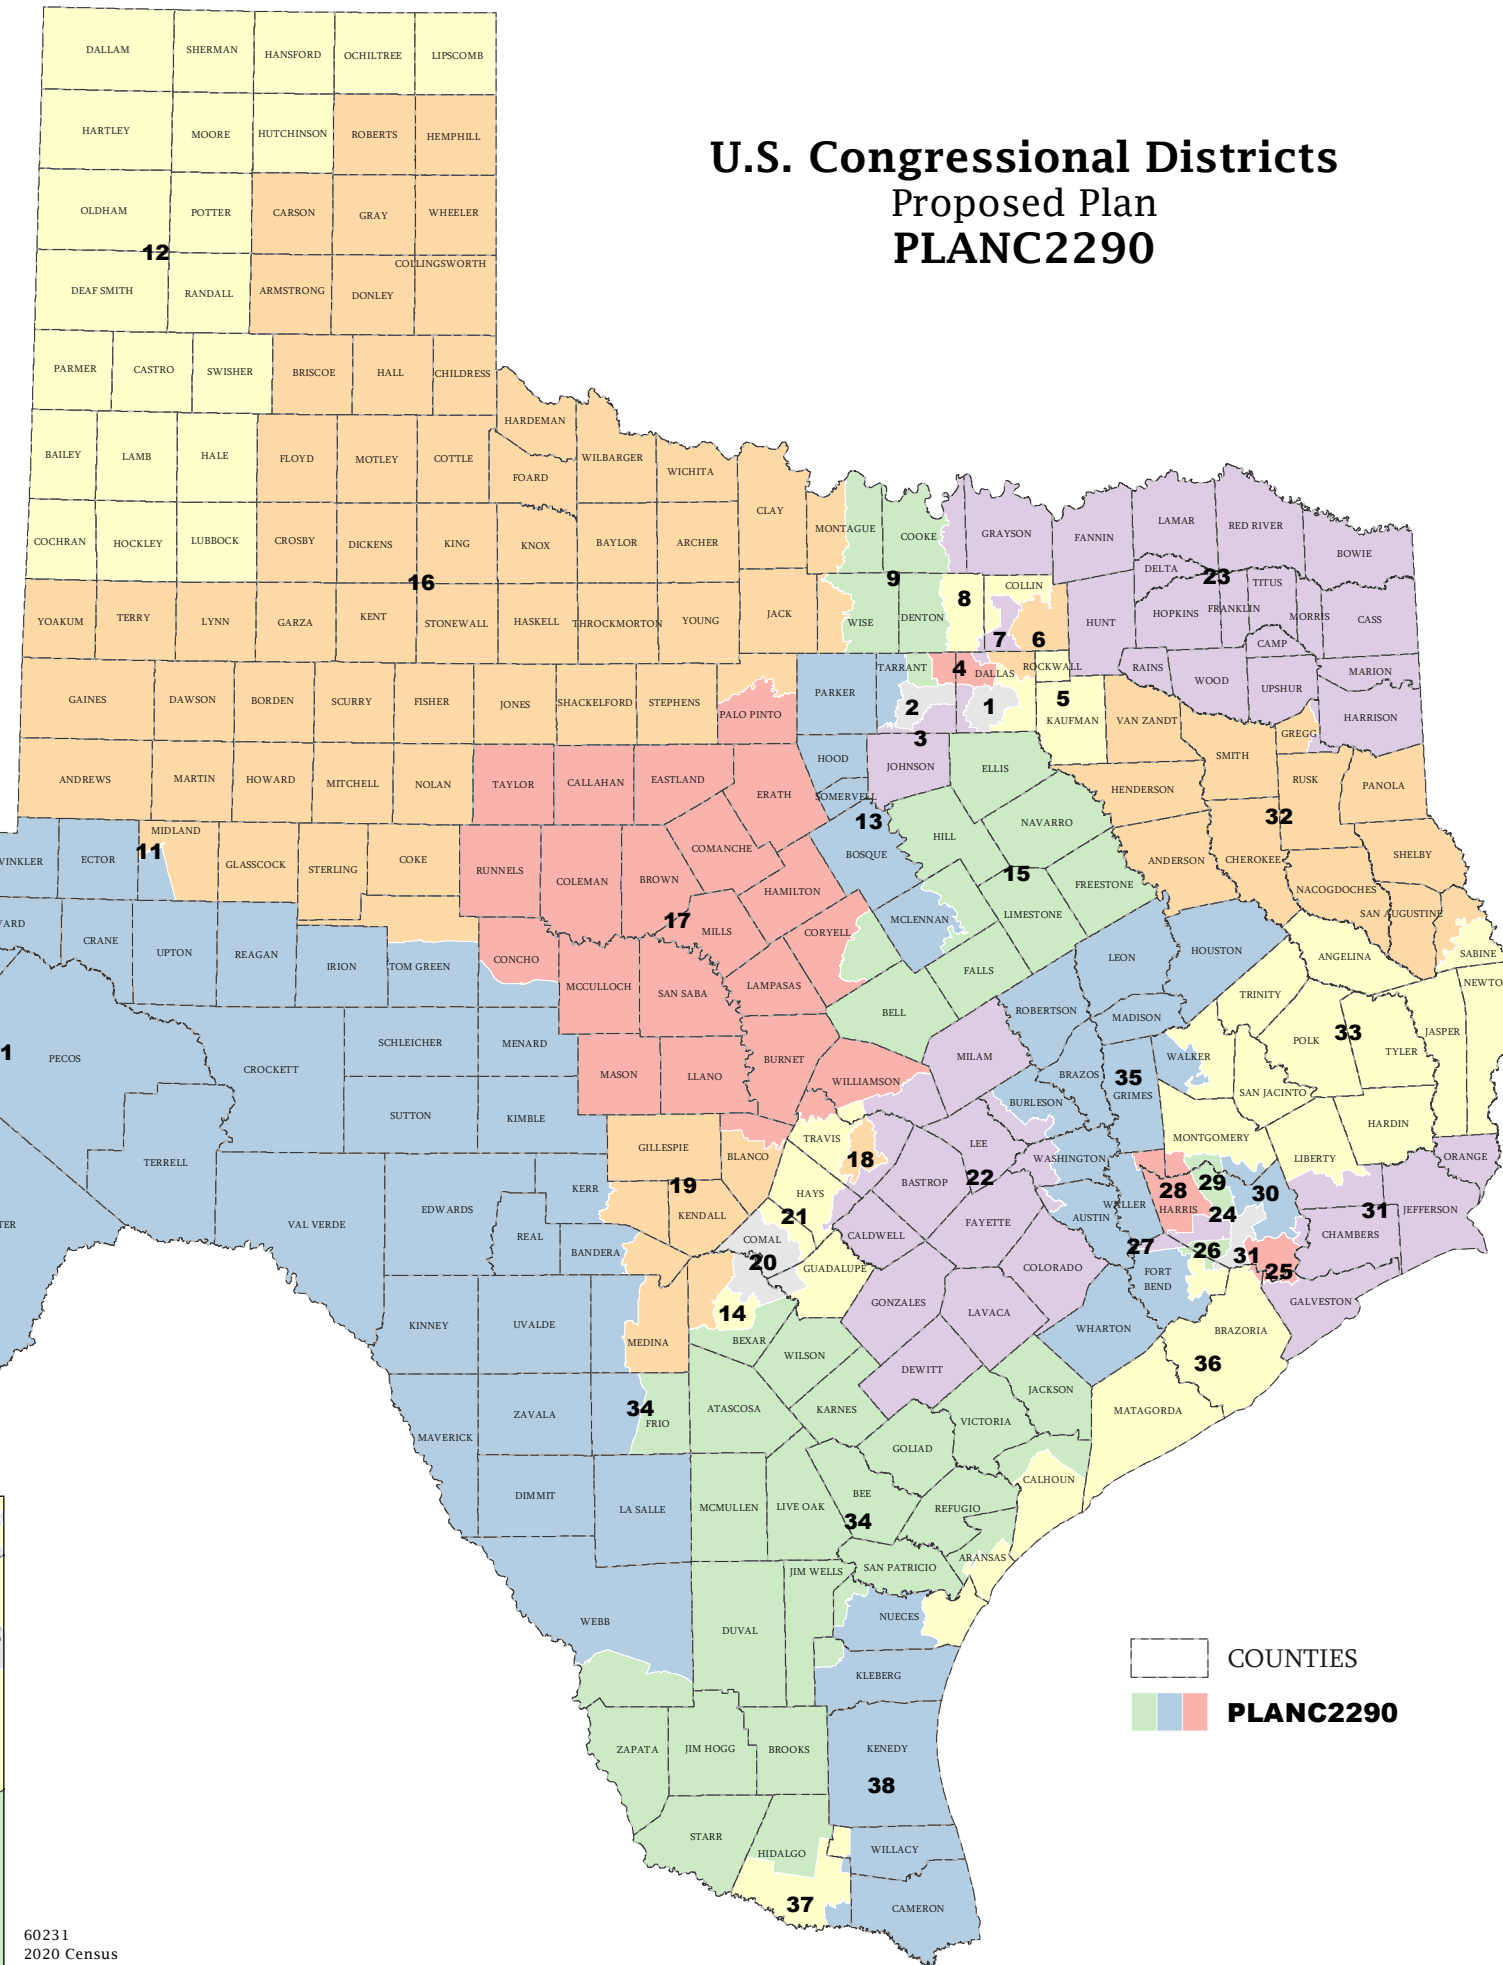 U.S. Congressional Districts
Proposed Plan
PLANC2290
DALLAM
SHERMAN
HANSFORD
OCHILTREE
LIPSCOMB
HARTLEY
MOORE
HUTCHINSON
ROBERTS
HEMPHILL
OLDHAM
POTTER
CARSON
GRAY
WHEELER
12
DEAF SMITH
RANDALL
ARMSTRONG
DONLEY
COLLINGSWORTH
PARMER
CASTRO
SWISHER
BRISCOE
HALL
CHILDRESS
HARDEMAN
BAILEY
LAMB
HALE
FLOYD
MOTLEY
COTTLE
FOARD
WILBARGER
WICHITA
CLAY
MONTAGUE
COOKE
GRAYSON
FANNIN
LAMAR
RED RIVER
BOWIE
COCHRAN
HOCKLEY
LUBBOCK
CROSBY
DICKENS
KING
KNOX
BAYLOR
ARCHER
16
9
8
COLLIN
DELTA
23
TITUS
YOAKUM
TERRY
LYNN
GARZA
KENT
STONEWALL
HASKELL
THROCKMORTON
YOUNG
JACK
WISE
DENTON
7
6
HUNT
HOPKINS
FRANKLIN
MORRIS
CASS
CAMP
GAINES
DAWSON
BORDEN
SCURRY
FISHER
JONES
SHACKELFORD
STEPHENS
PALO PINTO
PARKER
TARRANT
4
DALLAS
ROCKWALL
RAINS
WOOD
UPSHUR
MARION
2
1
5
KAUFMAN
VAN ZANDT
GREGG
HARRISON
3
ANDREWS
MARTIN
HOWARD
MITCHELL
NOLAN
TAYLOR
CALLAHAN
EASTLAND
ERATH
HOOD
SOMERVELL
JOHNSON
ELLIS
HENDERSON
SMITH
RUSK
PANOLA
32
WINKLER
ECTOR
11
MIDLAND
GLASSCOCK
STERLING
COKE
RUNNELS
COLEMAN
BROWN
COMANCHE
HAMILTON
13
BOSQUE
HILL
NAVARRO
15
FREESTONE
ANDERSON
CHEROKEE
NACOGDOCHES
SHELBY
SAN AUGUSTINE
CRANE
UPTON
REAGAN
IRION
TOM GREEN
CONCHO
17
MILLS
CORYELL
MCLENNAN
LIMESTONE
FALLS
LEON
HOUSTON
ANGELINA
SABINE
MCCULLOCH
SAN SABA
LAMPASAS
BELL
ROBERTSON
MADISON
TRINITY
POLK
33
TYLER
JASPER
NEWTO
1
PECOS
CROCKETT
SCHLEICHER
MENARD
MASON
LLANO
BURNET
WILLIAMSON
MILAM
BRAZOS
35
GRIMES
WALKER
SAN JACINTO
HARDIN
SUTTON
KIMBLE
BURLESON
TERRELL
GILLESPIE
BLANCO
TRAVIS
18
LEE
22
WASHINGTON
MONTGOMERY
LIBERTY
ORANGE
VAL VERDE
EDWARDS
KERR
19
KENDALL
HAYS
21
BASTROP
FAYETTE
AUSTIN
WALLER
28
HARRIS
29
24
30
31
CHAMBERS
JEFFERSON
REAL
BANDERA
COMAL
20
GUADALUPE
CALDWELL
COLORADO
27
26
31
25
FORT
BEND
KINNEY
UVALDE
MEDINA
14
BEXAR
GONZALES
LAVACA
WHARTON
GALVESTON
BRAZORIA
36
WILSON
DEWITT
ZAVALA
MAVERICK
34
FRIO
ATASCOSA
KARNES
VICTORIA
JACKSON
MATAGORDA
GOLIAD
CALHOUN
DIMMIT
LA SALLE
MCMULLEN
LIVE OAK
BEE
34
REFUGIO
JIM WELLS
SAN PATRICIO
ARANSAS
WEBB
DUVAL
NUECES
KLEBERG
COUNTIES
PLANC2290
ZAPATA
JIM HOGG
BROOKS
KENEDY
38
STARR
HIDALGO
WILLACY
37
CAMERON
60231
2020 Census